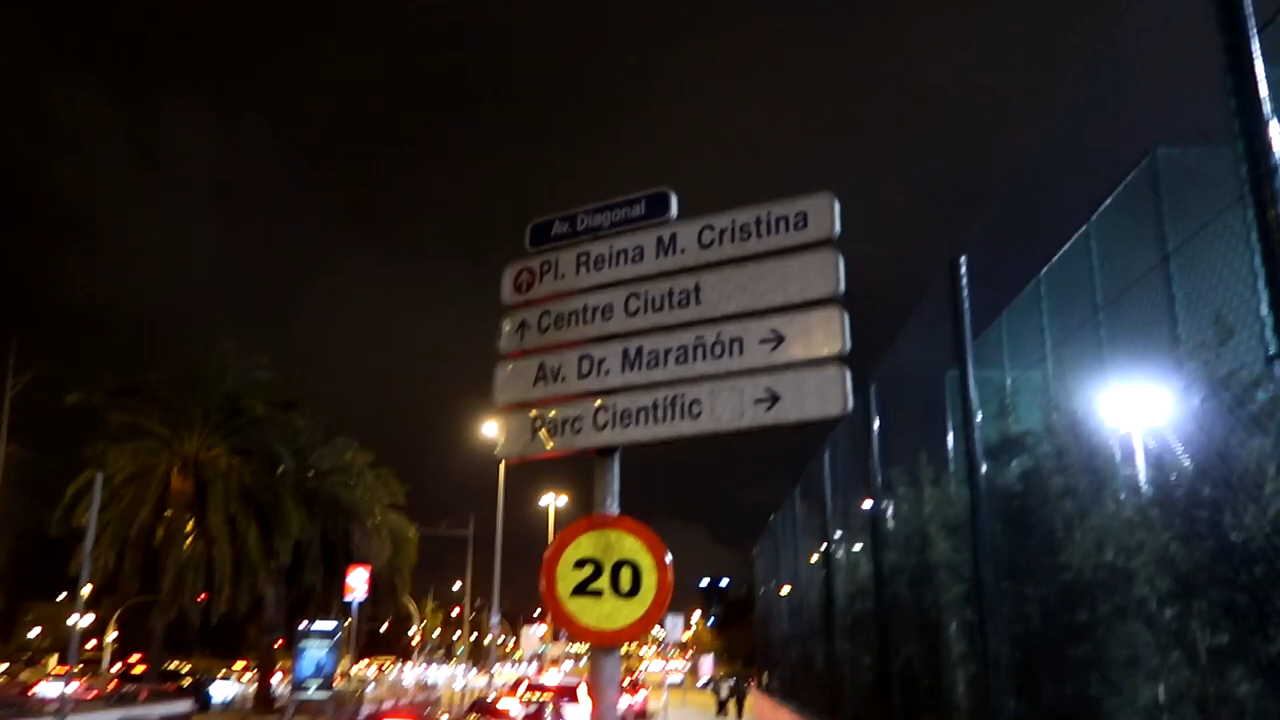 Av. Diagonal
Pl. Reina M. Cristina
Centre Ciutat
Av. Dr. Marañón
Parc Científic
20